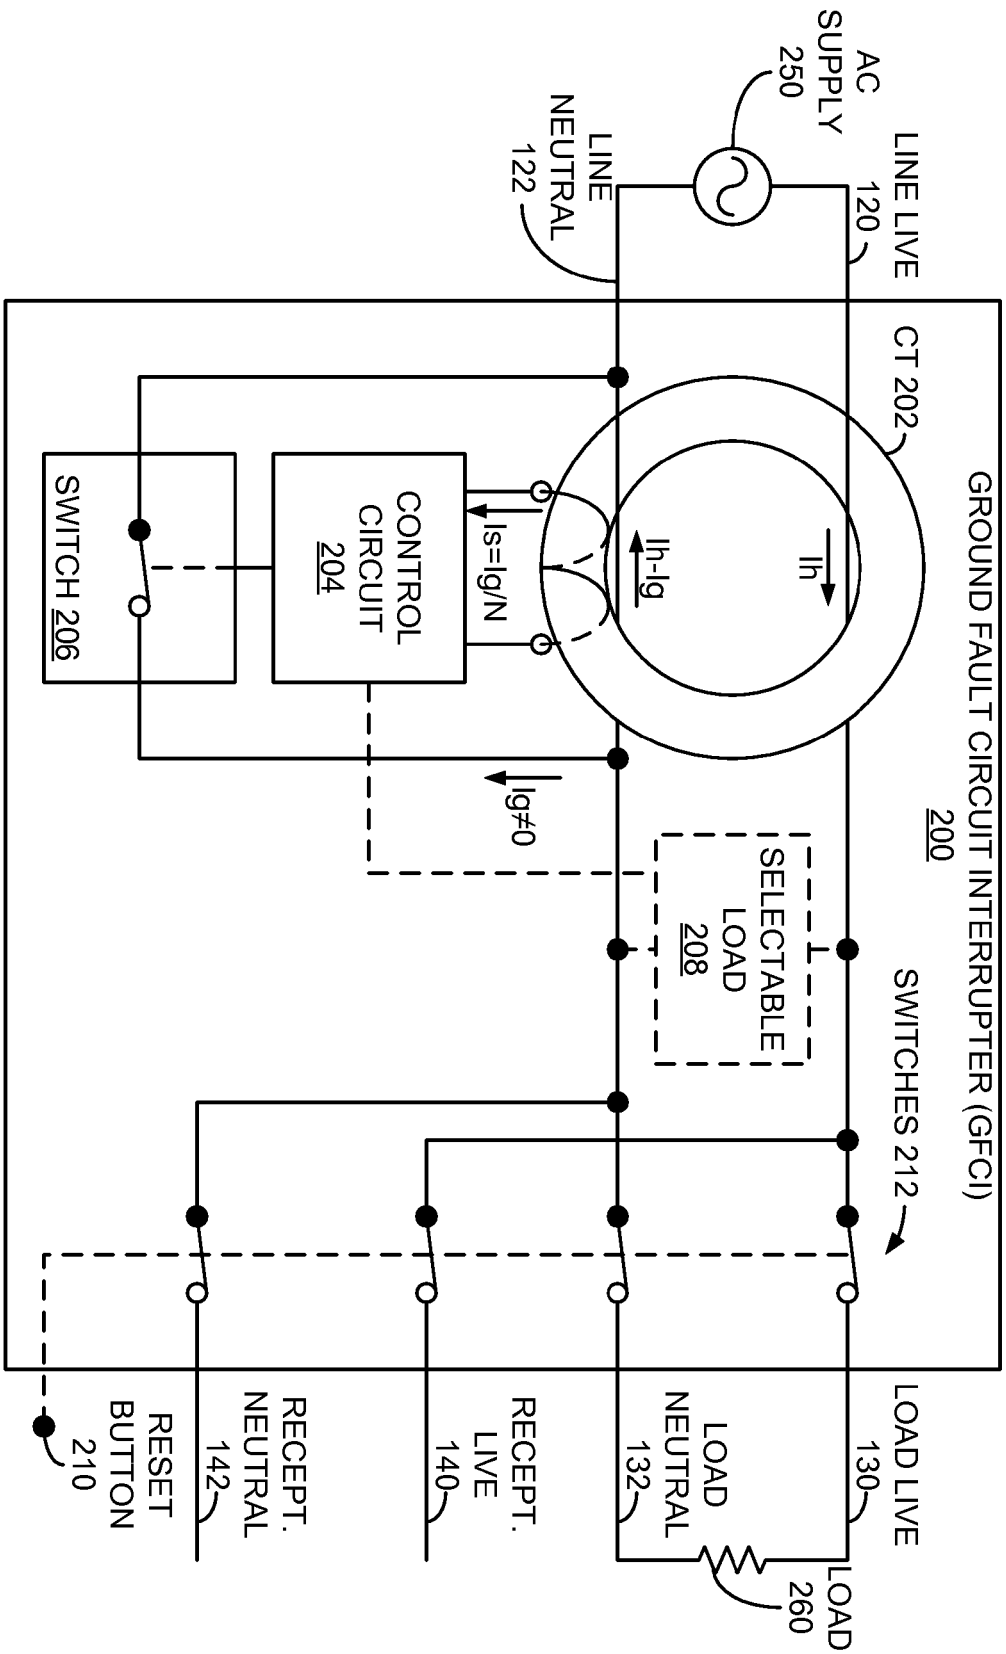 GROUND FAULT CIRCUIT INTERRUPTER (GFCI)
200
AC
SUPPLY
250
LINE LIVE
120
LINE
NEUTRAL
122
CT 202
Ih
Ih-Ig
Is=Ig/N
CONTROL
CIRCUIT
204
SWITCH 206
Ig≠0
SELECTABLE
LOAD
208
SWITCHES 212
LOAD LIVE
130
LOAD
260
LOAD
NEUTRAL
132
RECEPT.
LIVE
140
RECEPT.
NEUTRAL
142
RESET
BUTTON
210